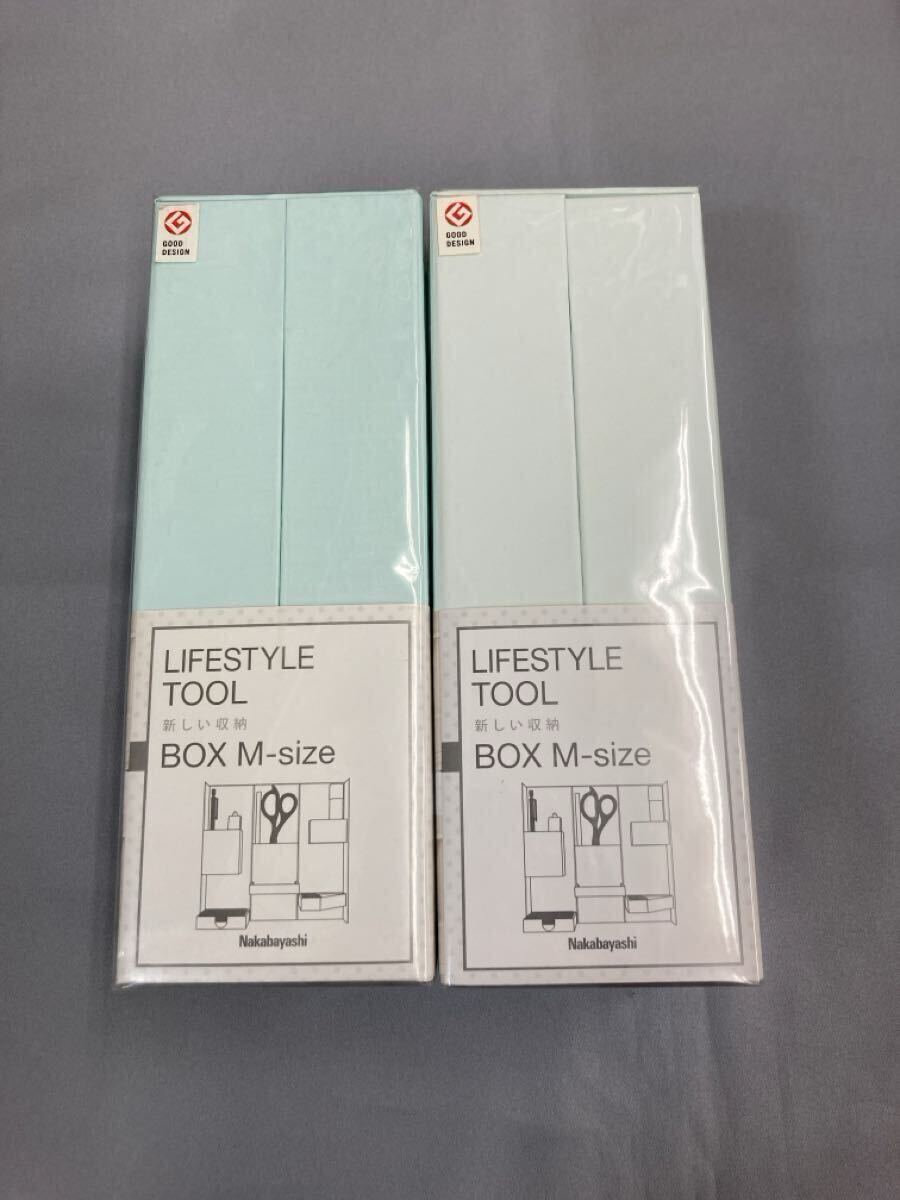 GOOD
DESIGN
LIFESTYLE
TOOL
新しい収納
BOX M-size
Nakabayashi
GOOD
DESIGN
LIFESTYLE
TOOL
新しい収納
BOX M-size
Nakabayashi